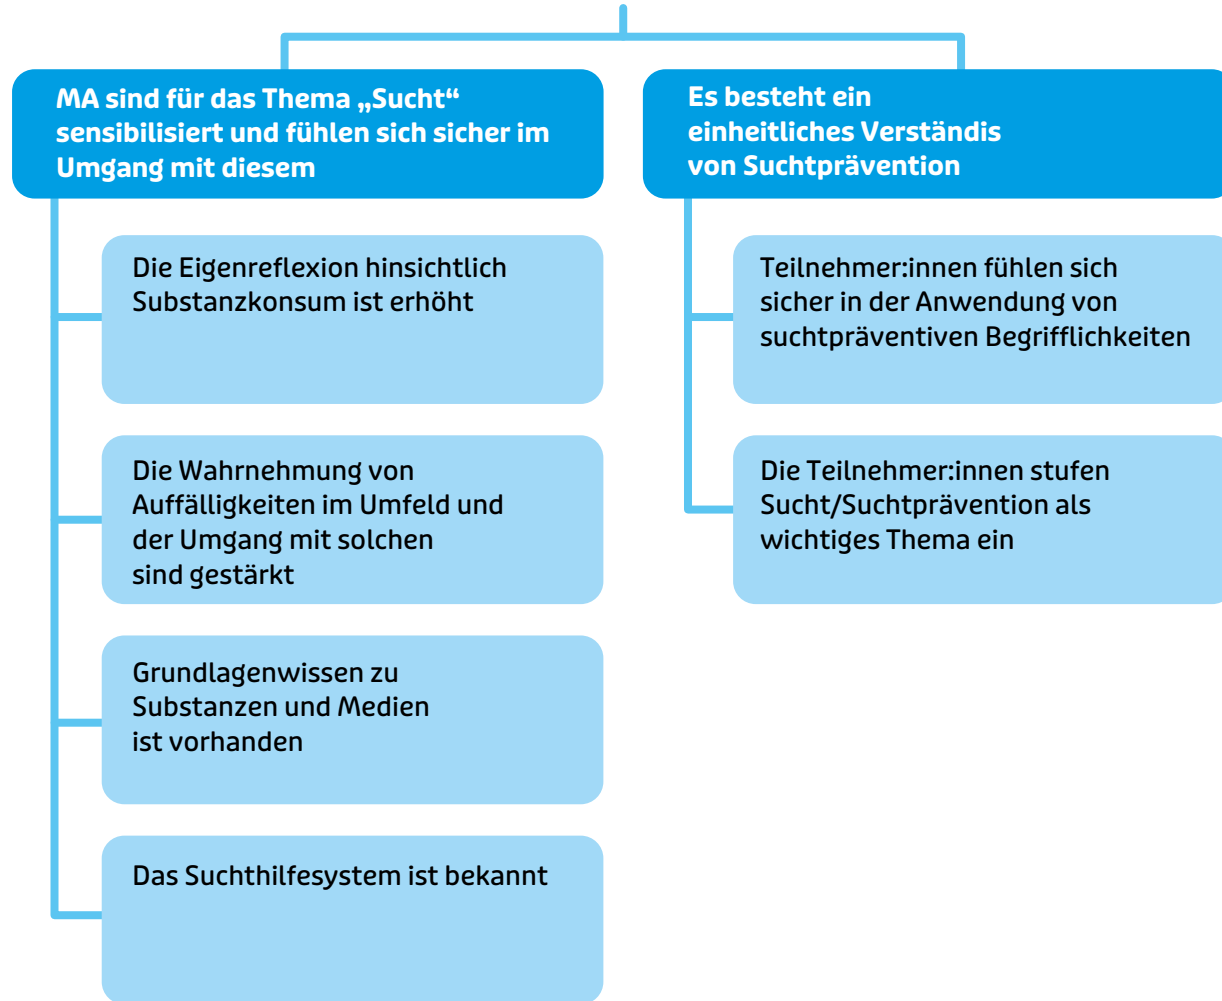 MA sind für das Thema „Sucht“
sensibilisiert und fühlen sich sicher im
Umgang mit diesem
Die Eigenreflexion hinsichtlich
Substanzkonsum ist erhöht
Die Wahrnehmung von
Auffälligkeiten im Umfeld und
der Umgang mit solchen
sind gestärkt
Grundlagenwissen zu
Substanzen und Medien
ist vorhanden
Das Suchthilfesystem ist bekannt
Es besteht ein
einheitliches Verständis
von Suchtprävention
Teilnehmer:innen fühlen sich
sicher in der Anwendung von
suchtpräventiven Begrifflichkeiten
Die Teilnehmer:innen stufen
Sucht/Suchtprävention als
wichtiges Thema ein